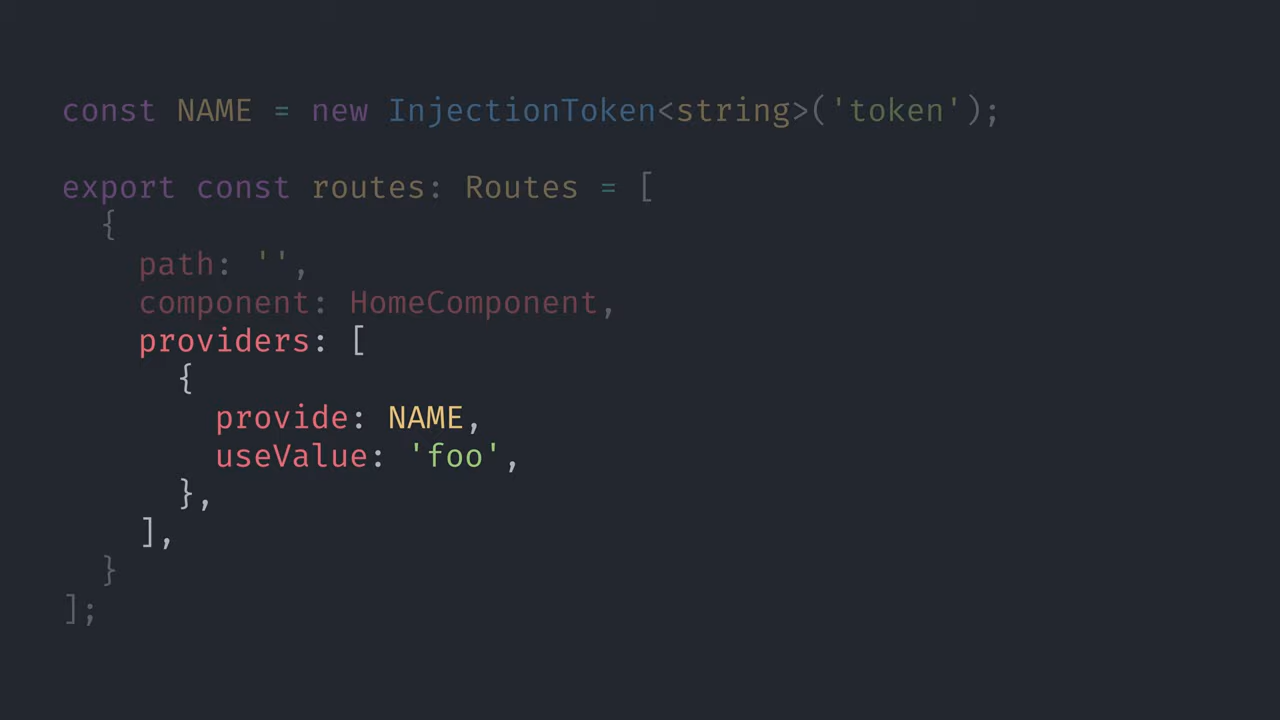 const NAME = new InjectionToken<string>('token');
export const routes: Routes = [
{
path: '',
component: HomeComponent,
providers: [
{
provide: NAME,
useValue: 'foo',
},
],
}
];